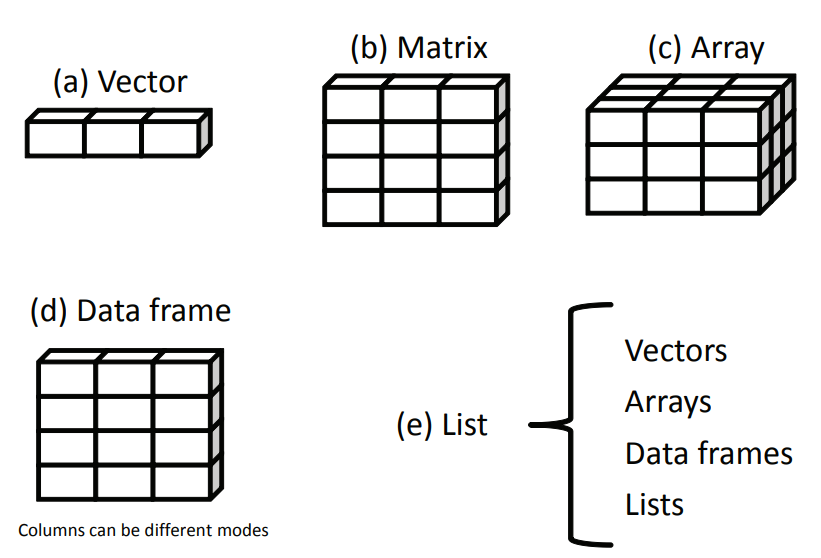 (a) Vector
(b) Matrix
(c) Array
(d) Data frame
Columns can be different modes
(e) List
Vectors
Arrays
Data frames
Lists